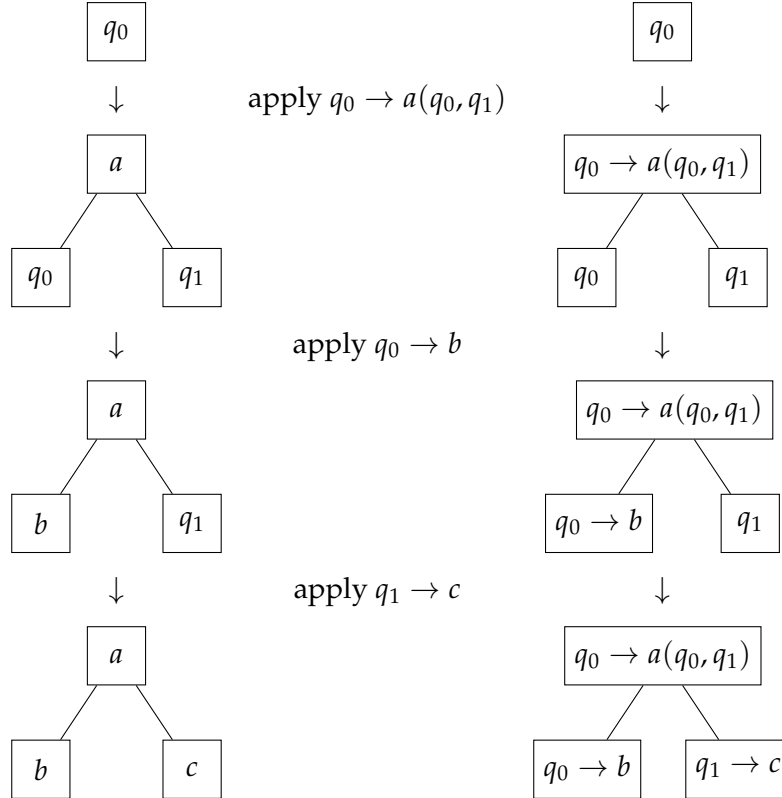 q₀ q₀
↓ apply q₀ → a(q₀, q₁) ↓
a q₀ → a(q₀, q₁)
q₀ q₁ q₀ q₁
↓ apply q₀ → b ↓
a q₀ → a(q₀, q₁)
b q₁ q₀ → b q₁
↓ apply q₁ → c ↓
a q₀ → a(q₀, q₁)
b c q₀ → b q₁ → c